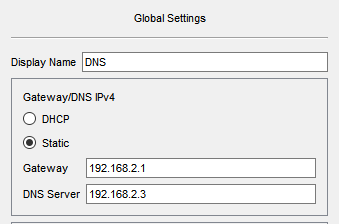 Global Settings
Display Name DNS
Gateway/DNS IPv4
DHCP
Static
Gateway 192.168.2.1
DNS Server 192.168.2.3